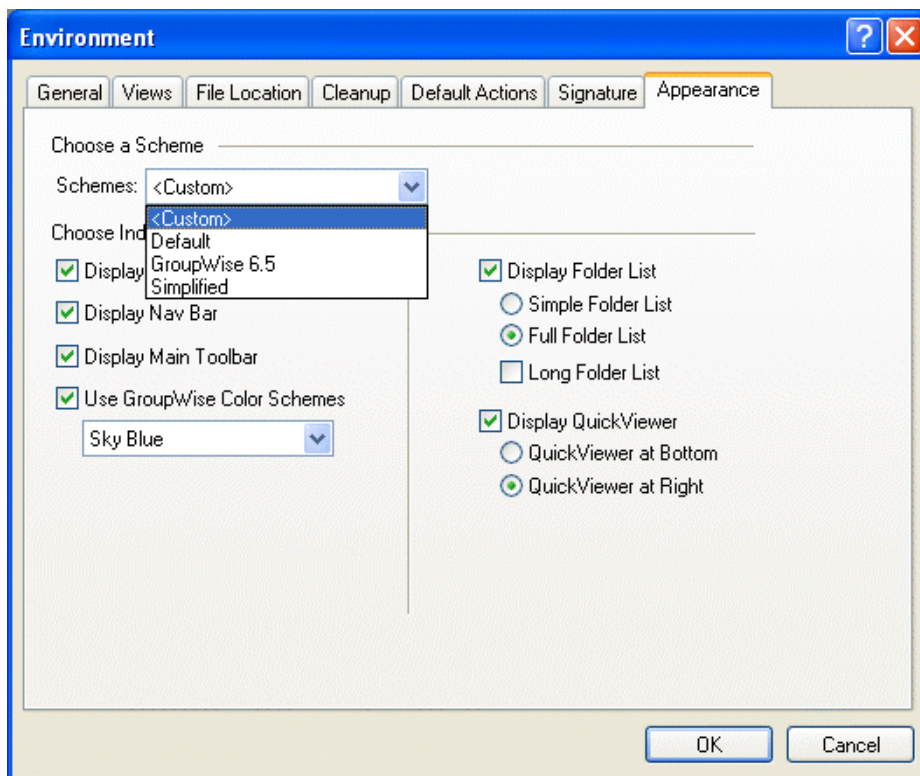 Environment
General Views File Location Cleanup Default Actions Signature Appearance
Choose a Scheme
Schemes: <Custom>
<Custom>
Default
GroupWise 6.5
Simplified
Choose
Display
Display Nav Bar
Display Main Toolbar
Use GroupWise Color Schemes
Sky Blue
Display Folder List
Simple Folder List
Full Folder List
Long Folder List
Display QuickViewer
QuickViewer at Bottom
QuickViewer at Right
OK Cancel